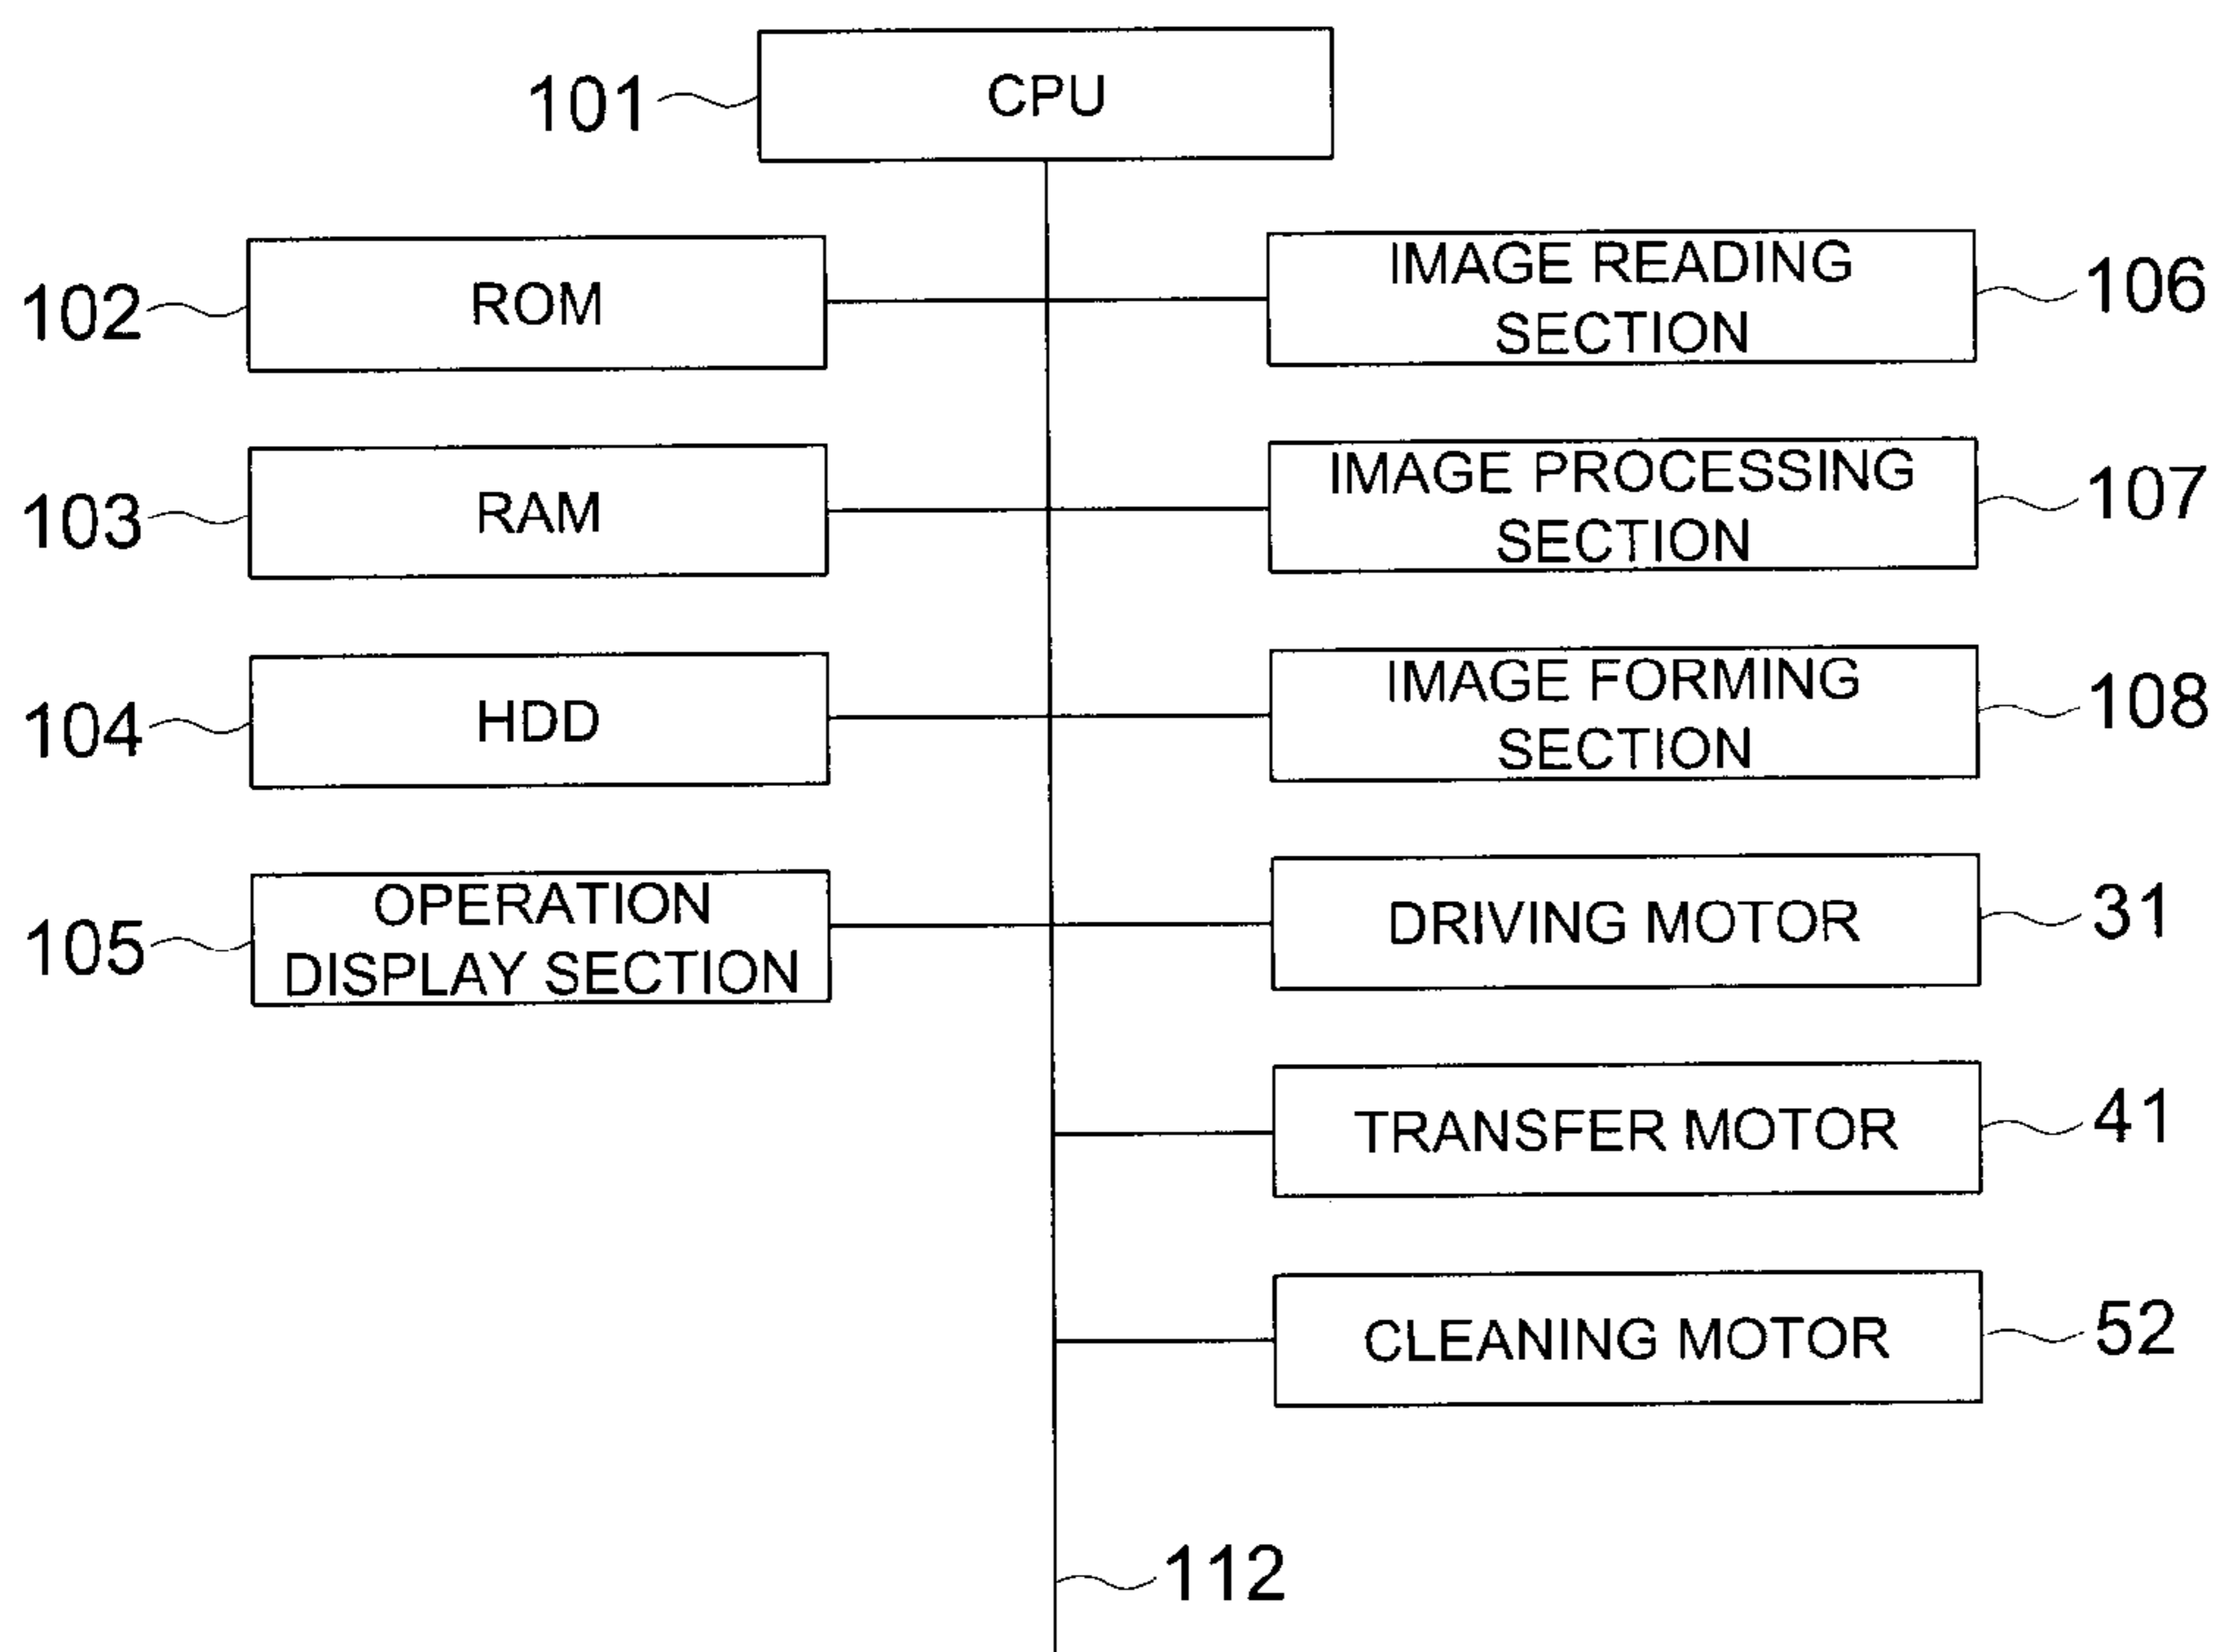 101
CPU
102
ROM
IMAGE READING
SECTION
106
103
RAM
IMAGE PROCESSING
SECTION
107
104
HDD
IMAGE FORMING
SECTION
108
105
OPERATION
DISPLAY SECTION
DRIVING MOTOR
31
TRANSFER MOTOR
41
CLEANING MOTOR
52
112